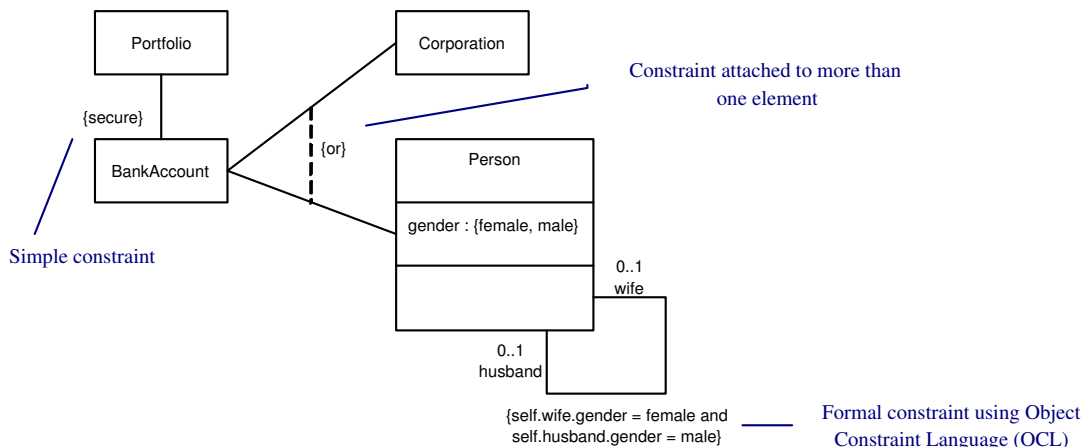 Portfolio
Corporation
Constraint attached to more than
one element
{secure}
{or}
BankAccount
Person
gender : {female, male}
Simple constraint
0..1
wife
0..1
husband
{self.wife.gender = female and
self.husband.gender = male}
Formal constraint using Object
Constraint Language (OCL)